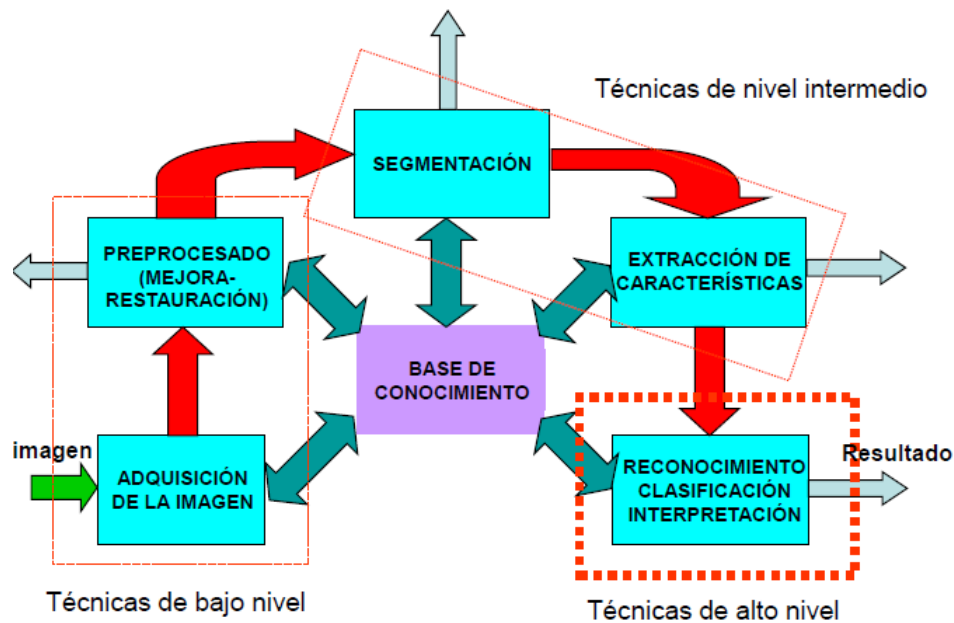 Técnicas de nivel intermedio
SEGMENTACIÓN
PREPROCESADO
(MEJORA-
RESTAURACIÓN)
EXTRACCIÓN DE
CARACTERÍSTICAS
BASE DE
CONOCIMIENTO
imagen
ADQUISICIÓN
DE LA IMAGEN
RECONOCIMIENTO
CLASIFICACIÓN
INTERPRETACIÓN
Resultado
Técnicas de bajo nivel
Técnicas de alto nivel